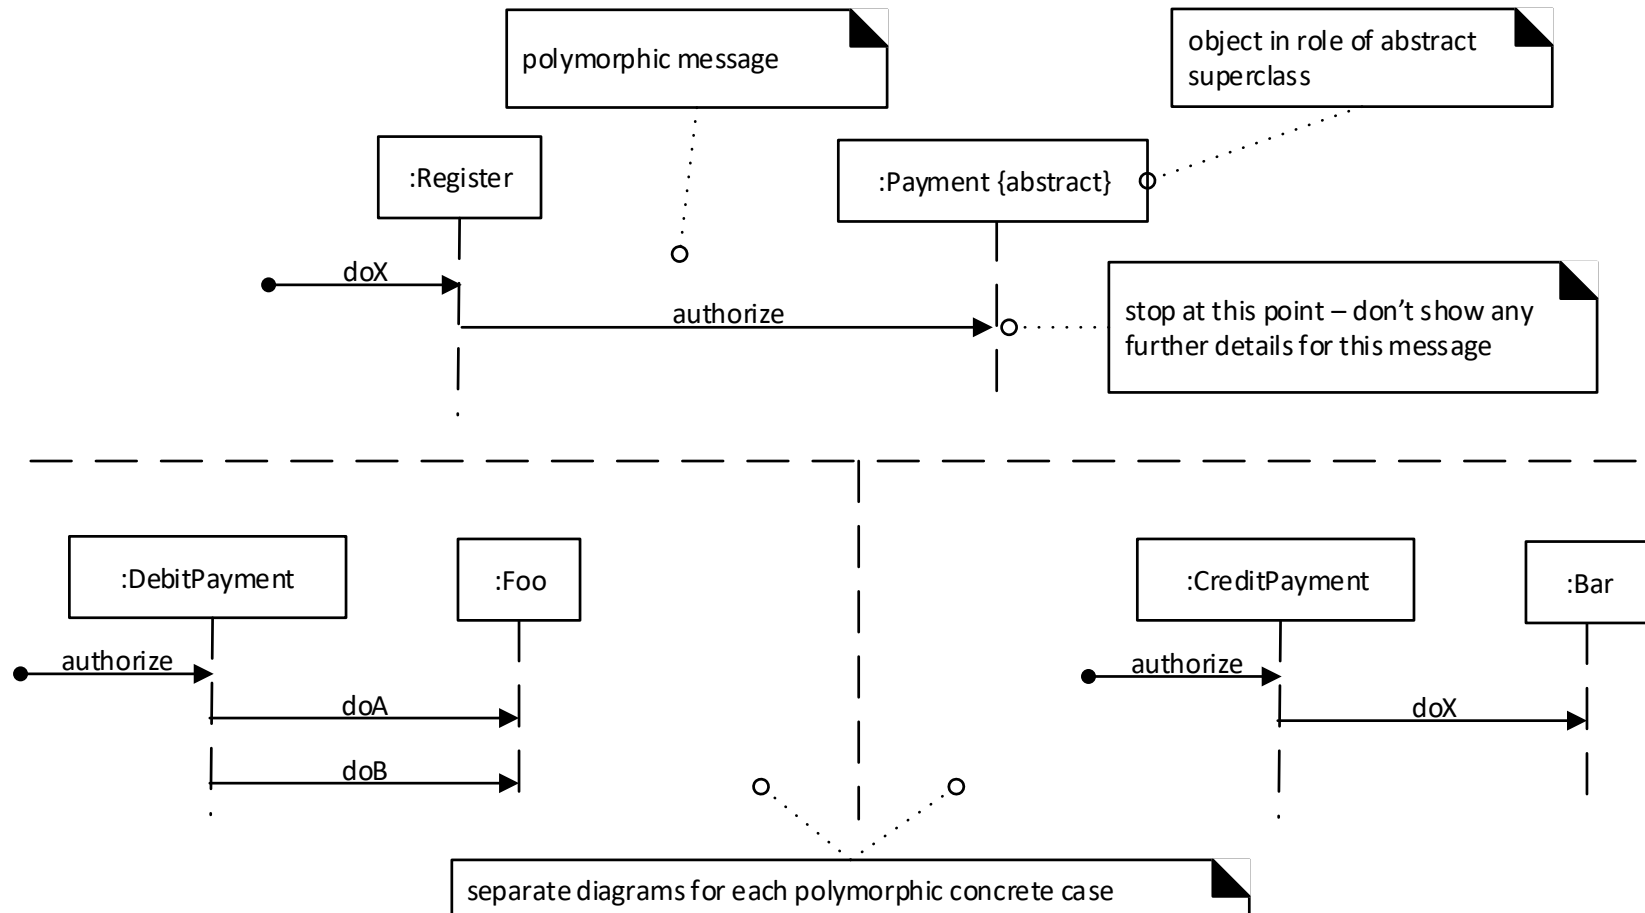 polymorphic message
object in role of abstract
superclass
:Register
:Payment {abstract}
doX
authorize
stop at this point – don’t show any
further details for this message
:DebitPayment
:Foo
:CreditPayment
:Bar
authorize
authorize
doA
doX
doB
separate diagrams for each polymorphic concrete case